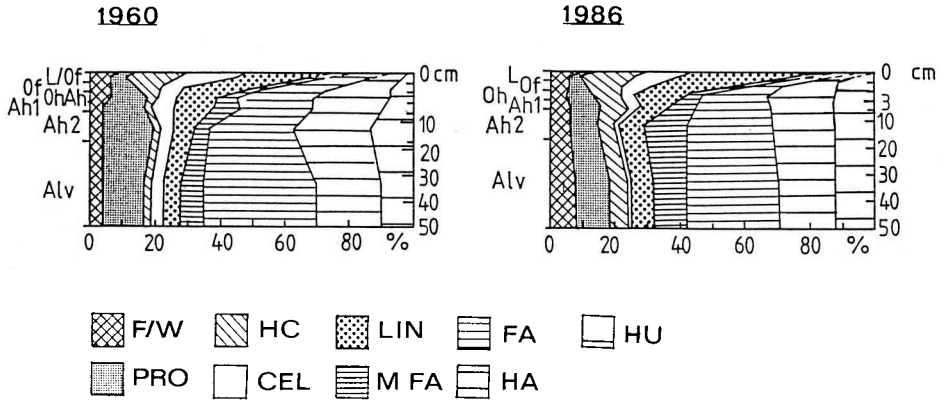 1960
L/Of
Of
OhAh
Ah1
Ah2
Alv
0 cm
10
20
30
40
50
0 20 40 60 80 %
1986
L
Of
Oh
Ah1
Ah2
Alv
0 cm
3
10
20
30
40
50
0 20 40 60 80 %
F/W HC LIN FA HU
PRO CEL M FA HA